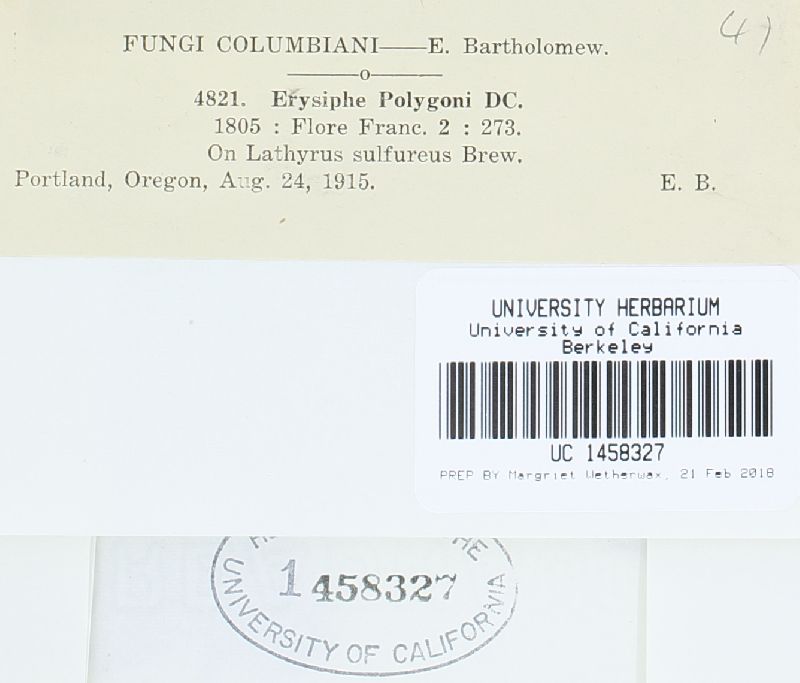 41
FUNGI COLUMBIANI——E. Bartholomew.
———o———
4821. Erysiphe Polygoni DC.
1805 : Flore Franc. 2 : 273.
On Lathyrus sulfureus Brew.
Portland, Oregon, Aug. 24, 1915. E. B.
UNIVERSITY HERBARIUM
University of California
Berkeley
UC 1458327
PREP BY Margriet Wetherwax, 21 Feb 2018
1458327
UNIVERSITY OF CALIFORNIA